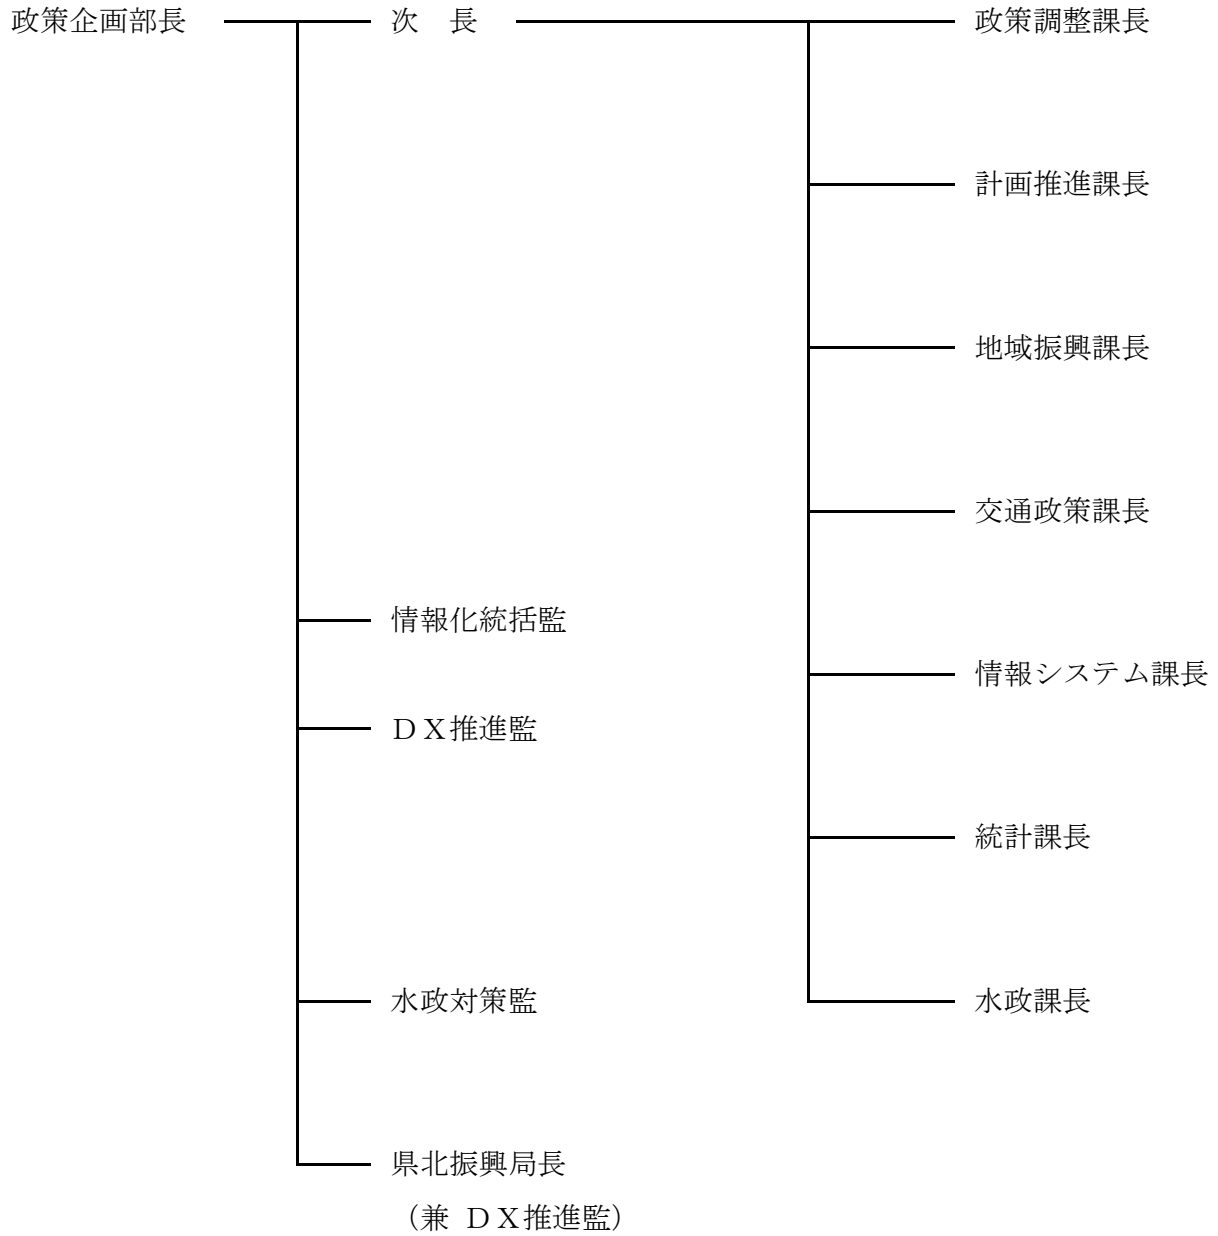 政策企画部長
次　長
政策調整課長
計画推進課長
地域振興課長
交通政策課長
情報化統括監
情報システム課長
ＤＸ推進監
統計課長
水政対策監
水政課長
県北振興局長
（兼 ＤＸ推進監）